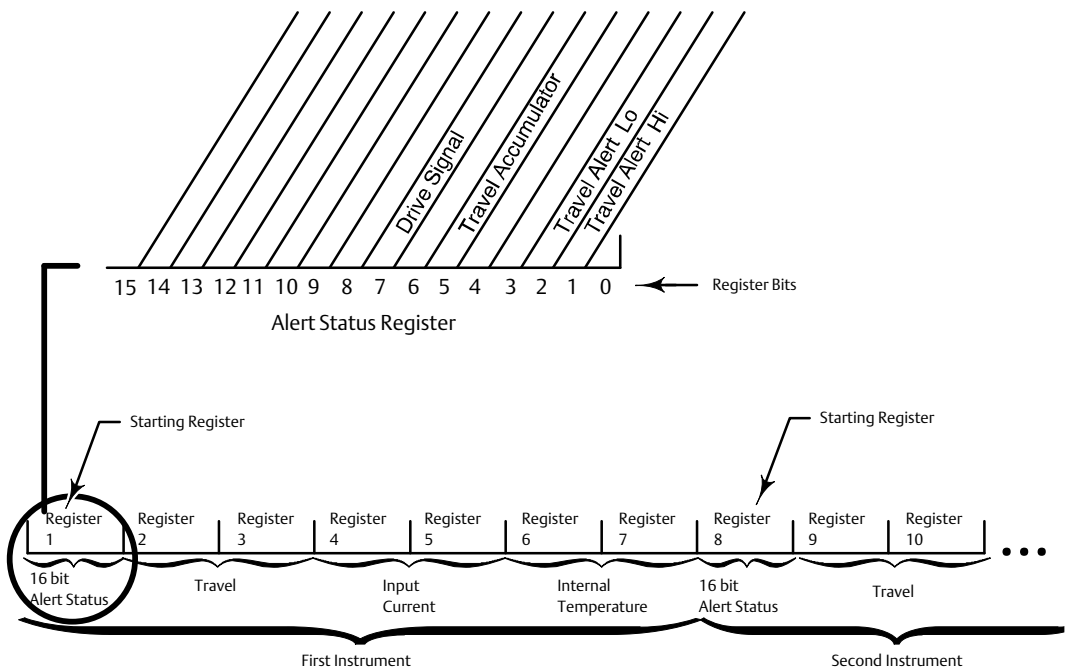 Drive Signal
Travel Accumulator
Travel Alert Lo
Travel Alert Hi
15 14 13 12 11 10 9 8 7 6 5 4 3 2 1 0
Register Bits
Alert Status Register
Starting Register
Starting Register
Register 1
Register 2
Register 3
Register 4
Register 5
Register 6
Register 7
Register 8
Register 9
Register 10
16 bit
Alert Status
Travel
Input
Current
Internal
Temperature
16 bit
Alert Status
Travel
First Instrument
Second Instrument